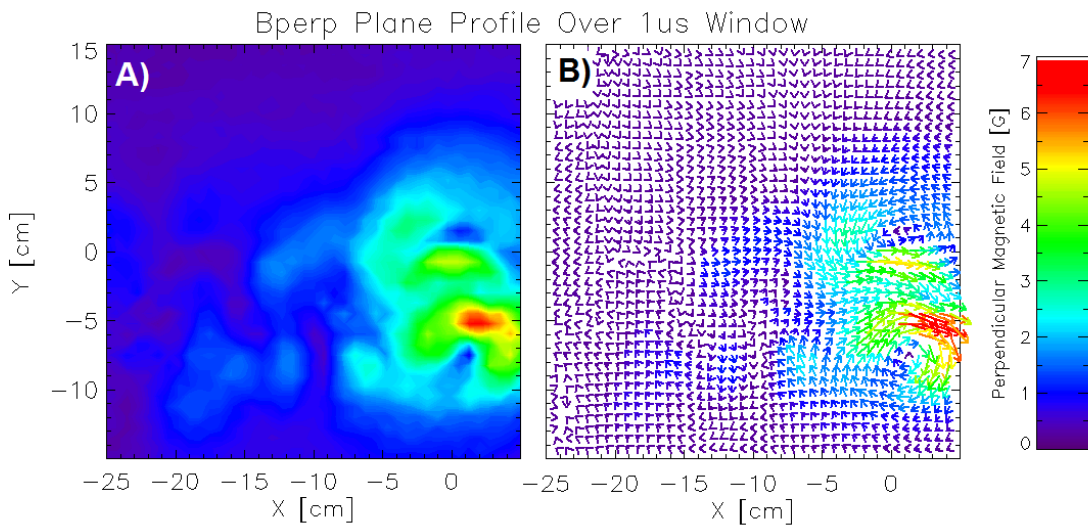 Bperp Plane Profile Over 1us Window
A)
B)
15
10
5
0
−5
−10
Y [cm]
−25 −20 −15 −10 −5 0
X [cm]
−25 −20 −15 −10 −5 0
X [cm]
7
6
5
4
3
2
1
0
Perpendicular Magnetic Field [G]